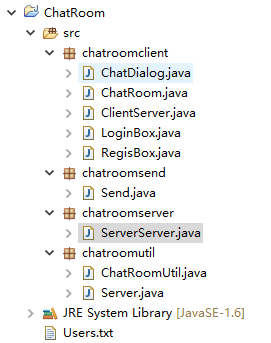 ChatRoom
src
chatroomclient
ChatDialog.java
ChatRoom.java
ClientServer.java
LoginBox.java
RegisBox.java
chatroomsend
Send.java
chatroomserver
ServerServer.java
chatroomutil
ChatRoomUtil.java
Server.java
JRE System Library [JavaSE-1.6]
Users.txt